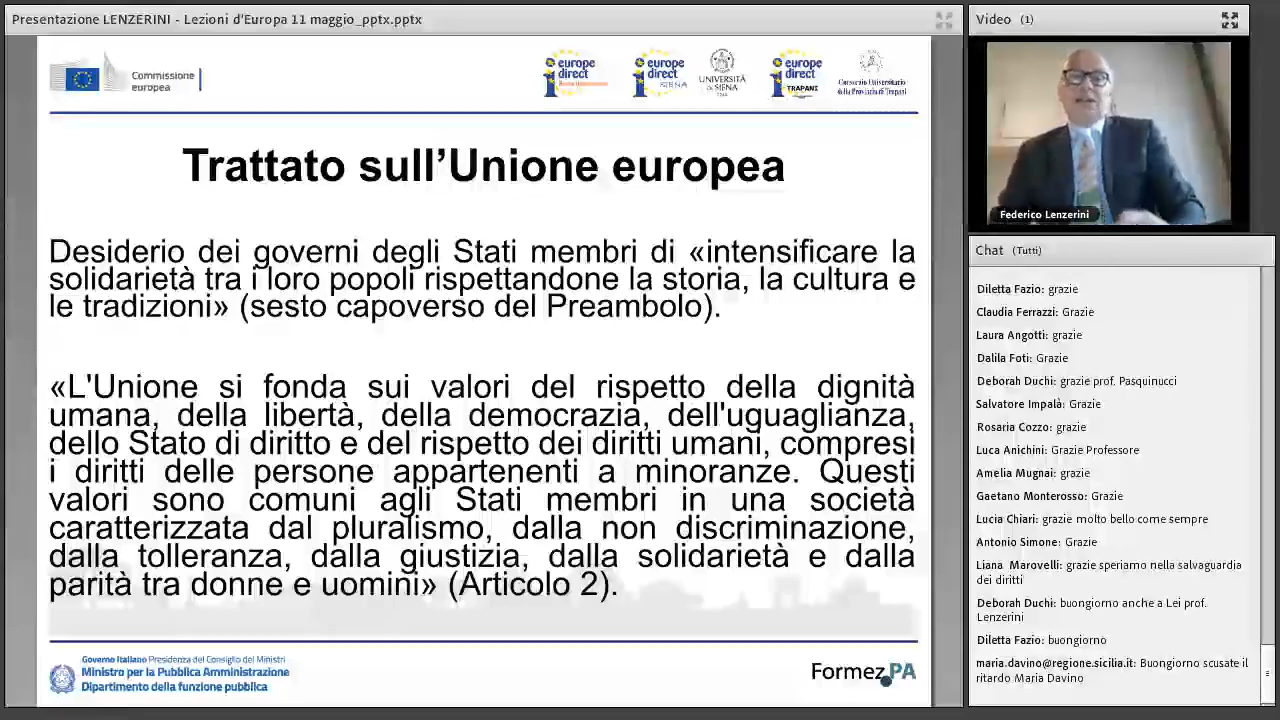 Presentazione LENZERINI - Lezioni d'Europa 11 maggio_pptx.pptx
Commissione
europea
europe
direct
europe
direct
SIENA
UNIVERSITÀ
DI SIENA
1240
europe
direct
TRAPANI
Consorzio Universitario
della Provincia di Trapani
Trattato sull’Unione europea
Desiderio dei governi degli Stati membri di «intensificare la
solidarietà tra i loro popoli rispettandone la storia, la cultura e
le tradizioni» (sesto capoverso del Preambolo).
«L'Unione si fonda sui valori del rispetto della dignità
umana, della libertà, della democrazia, dell'uguaglianza,
dello Stato di diritto e del rispetto dei diritti umani, compresi
i diritti delle persone appartenenti a minoranze. Questi
valori sono comuni agli Stati membri in una società
caratterizzata dal pluralismo, dalla non discriminazione,
dalla tolleranza, dalla giustizia, dalla solidarietà e dalla
parità tra donne e uomini» (Articolo 2).
Governo Italiano Presidenza del Consiglio dei Ministri
Ministro per la Pubblica Amministrazione
Dipartimento della funzione pubblica
Formez PA
Video (1)
Federico Lenzerini
Chat (Tutti)
Diletta Fazio: grazie
Claudia Ferrazzi: Grazie
Laura Angotti: grazie
Dalila Foti: Grazie
Deborah Duchi: grazie prof. Pasquinucci
Salvatore Impalà: Grazie
Rosaria Cozzo: grazie
Luca Anichini: Grazie Professore
Amelia Mugnai: grazie
Gaetano Monterosso: Grazie
Lucia Chiari: grazie molto bello come sempre
Antonio Simone: Grazie
Liana Marovelli: grazie speriamo nella salvaguardia
dei diritti
Deborah Duchi: buongiorno anche a Lei prof.
Lenzerini
Diletta Fazio: buongiorno
maria.davino@regione.sicilia.it: Buongiorno scusate il
ritardo Maria Davino